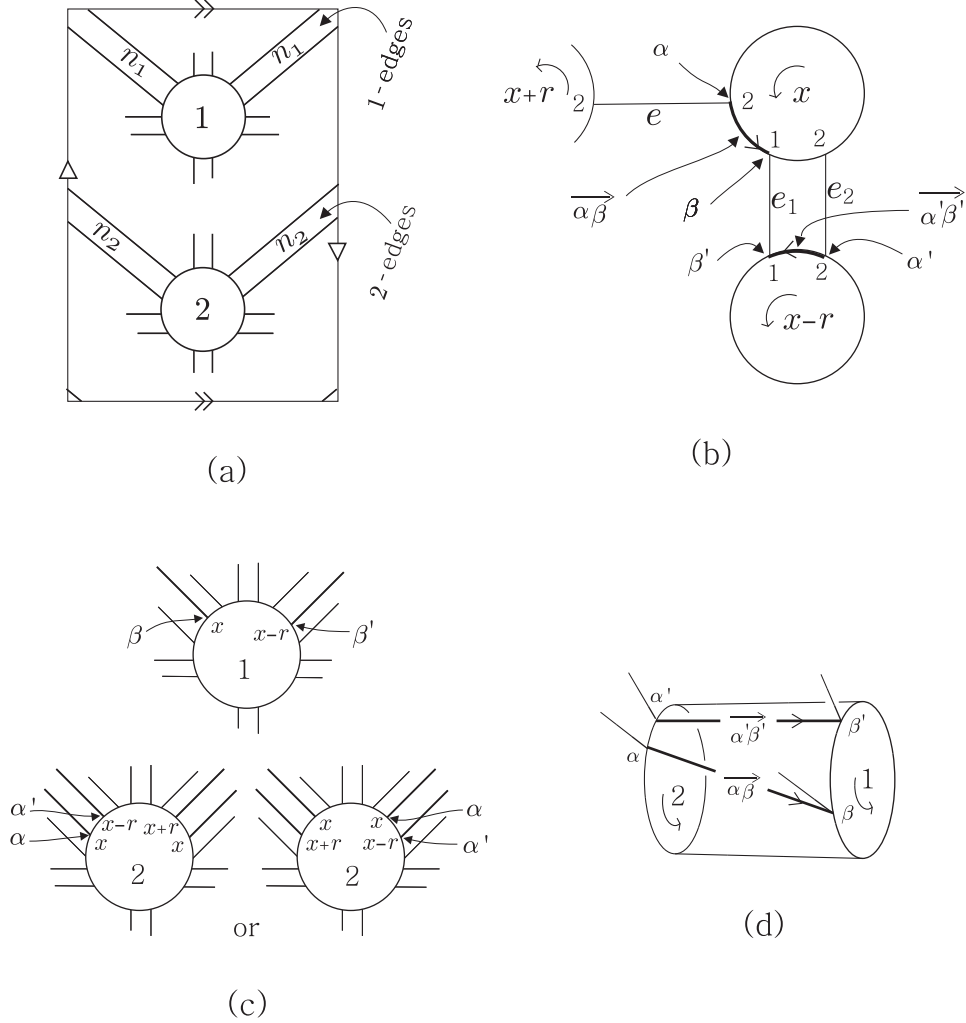 n₁
n₁
1
1-edges
n₂
n₂
2
2-edges
(a)
α
x+r
2
e
2
x
1
2
αβ
β
e₁
e₂
α'β'
β'
1
2
α'
x-r
(b)
β
x
x-r
β'
1
α'
α
x-r
x+r
x
x
2
or
x
x
x+r
x-r
2
α
α'
(c)
α'
α
α'β'
αβ
2
β'
1
β
(d)